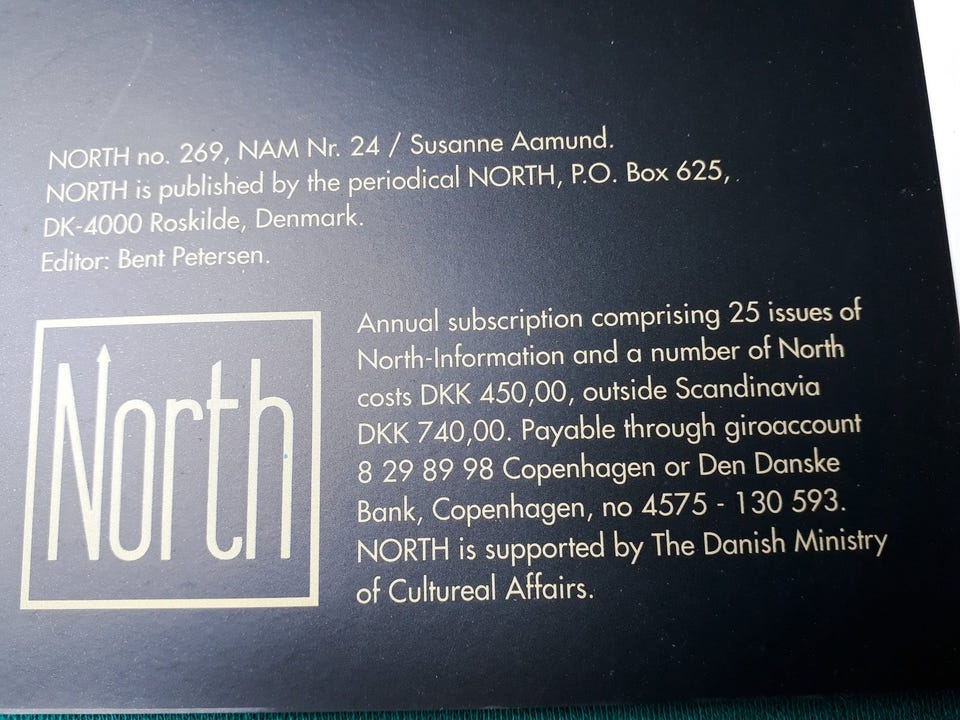 NORTH no. 269, NAM Nr. 24 / Susanne Aamund.
NORTH is published by the periodical NORTH, P.O. Box 625,
DK-4000 Roskilde, Denmark.
Editor: Bent Petersen.
North
Annual subscription comprising 25 issues of
North-Information and a number of North
costs DKK 450,00, outside Scandinavia
DKK 740,00. Payable through giroaccount
8 29 89 98 Copenhagen or Den Danske
Bank, Copenhagen, no 4575 - 130 593.
NORTH is supported by The Danish Ministry
of Cultureal Affairs.